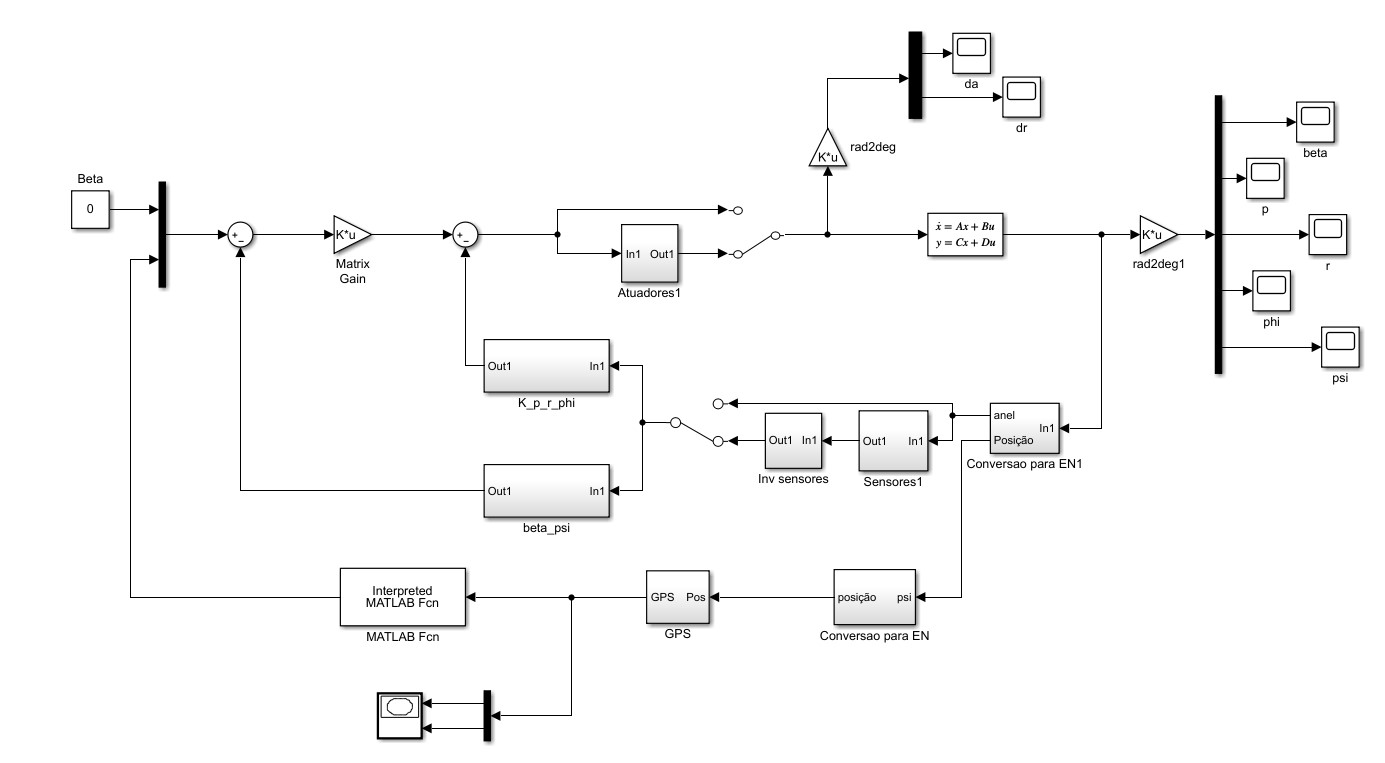 da
dr
K*u
rad2deg
beta
p
Beta
0
+
−
K*u
Matrix
Gain
+
−
In1 Out1
Atuadores1
ẋ = Ax + Bu
y = Cx + Du
K*u
rad2deg1
r
phi
psi
Out1 In1
K_p_r_phi
Out1 In1
Inv sensores
Out1 In1
Sensores1
anel
In1
Posição
Conversao para EN1
Out1 In1
beta_psi
Interpreted
MATLAB Fcn
MATLAB Fcn
GPS Pos
GPS
posição psi
Conversao para EN